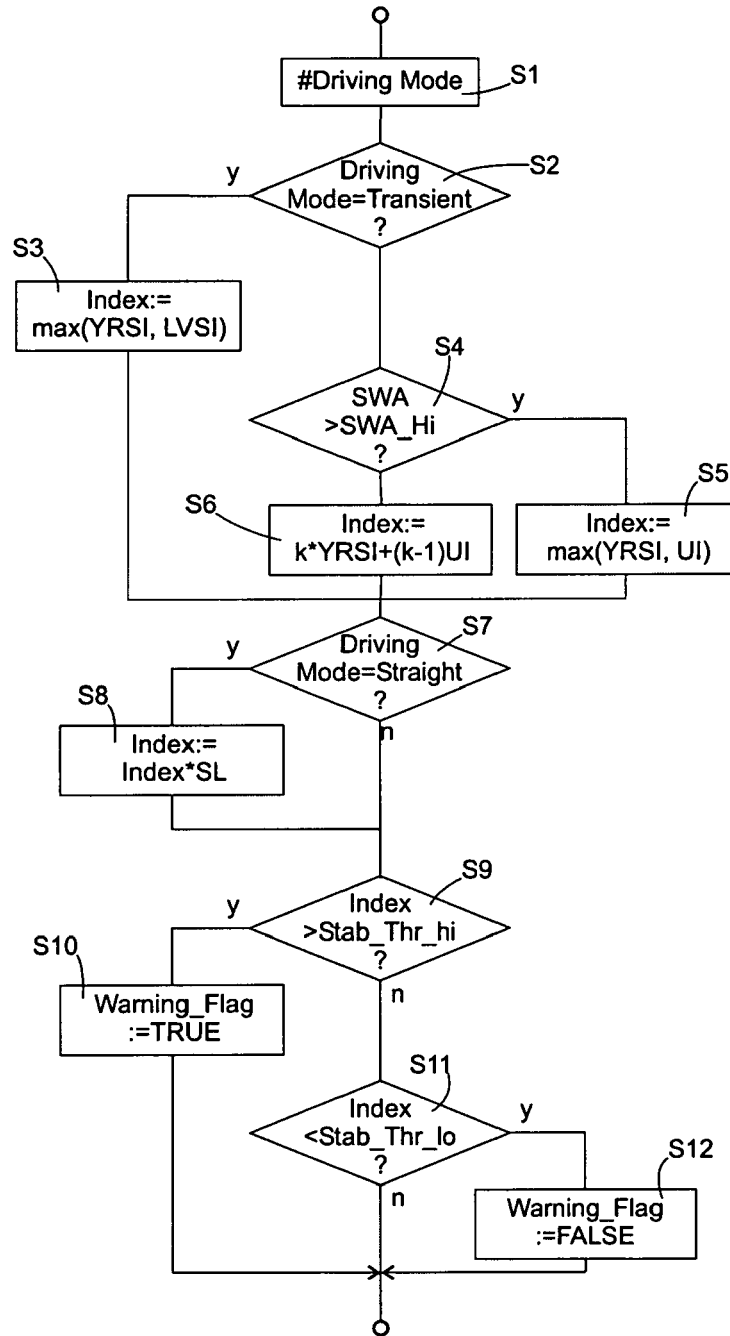 #Driving Mode
S1
S2
Driving
Mode=Transient
?
y
S3
Index:=
max(YRSI, LVSI)
S4
SWA
>SWA_Hi
?
y
S6
Index:=
k*YRSI+(k-1)UI
S5
Index:=
max(YRSI, UI)
S7
Driving
Mode=Straight
?
y
n
S8
Index:=
Index*SL
S9
Index
>Stab_Thr_hi
?
y
n
S10
Warning_Flag
:=TRUE
S11
Index
<Stab_Thr_lo
?
y
n
S12
Warning_Flag
:=FALSE